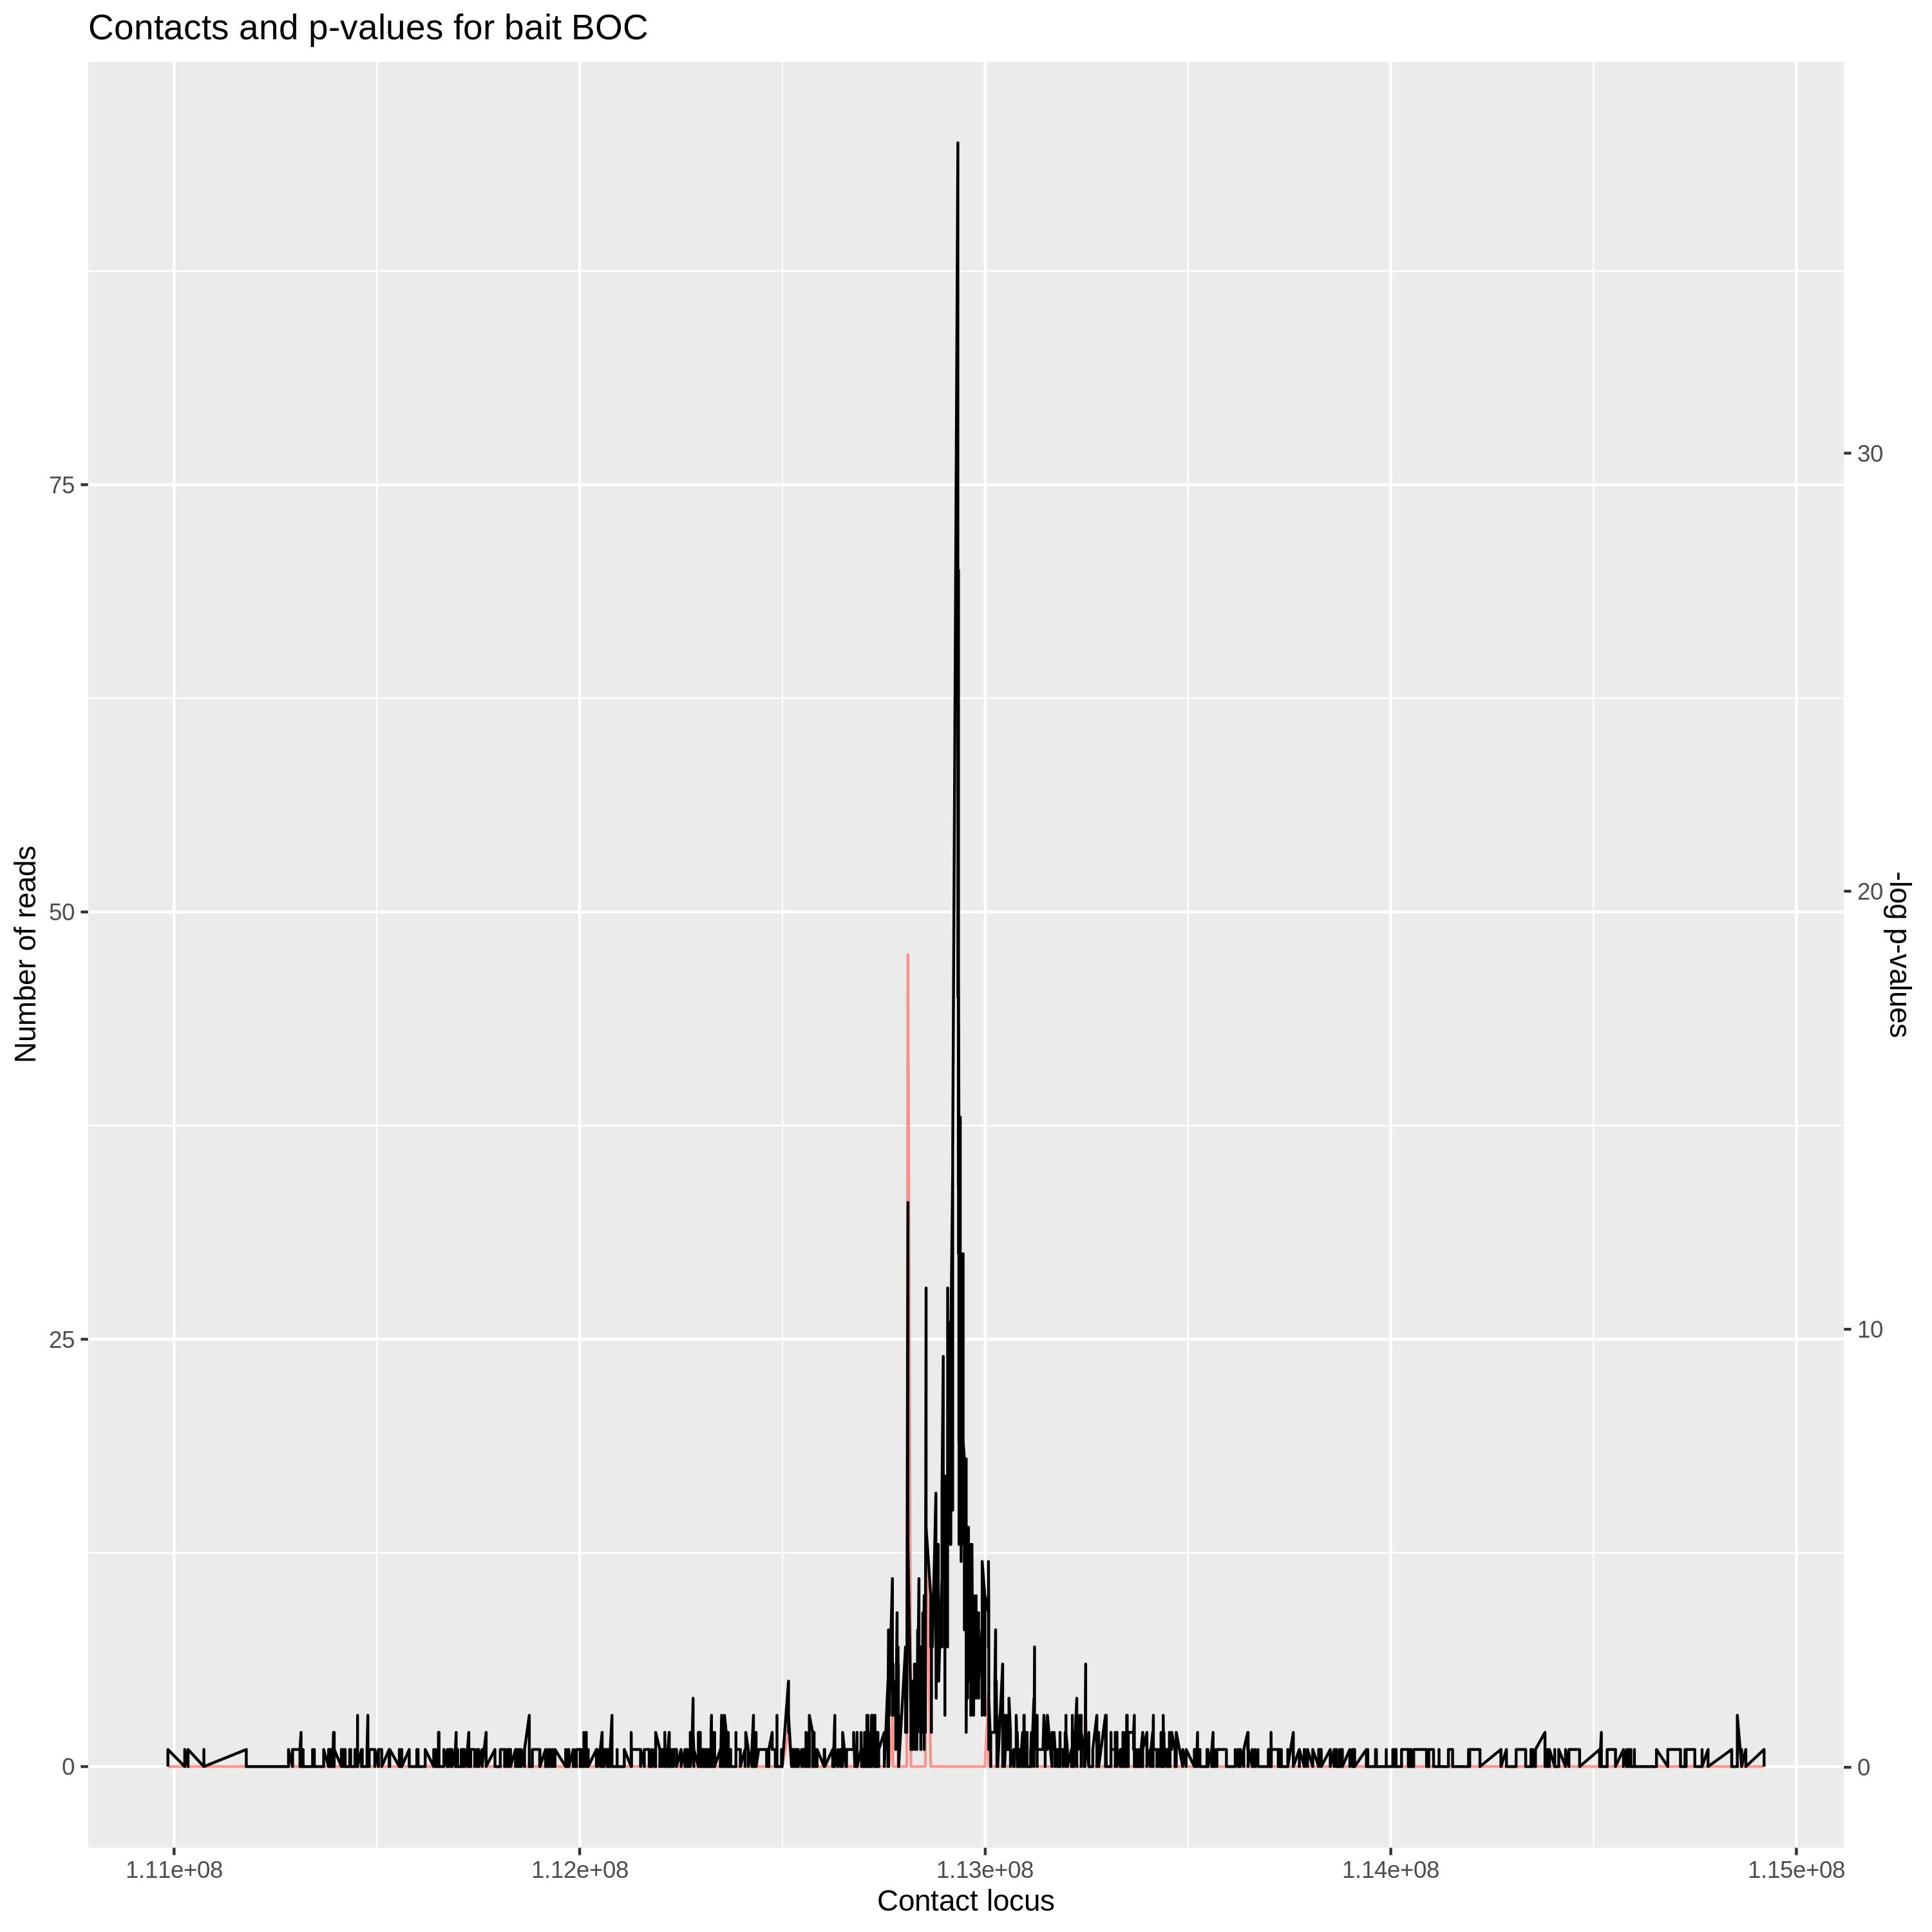 Contacts and p-values for bait BOC
Number of reads
75
50
25
0
30
20
10
0
-log p-values
1.11e+08
1.12e+08
1.13e+08
1.14e+08
1.15e+08
Contact locus